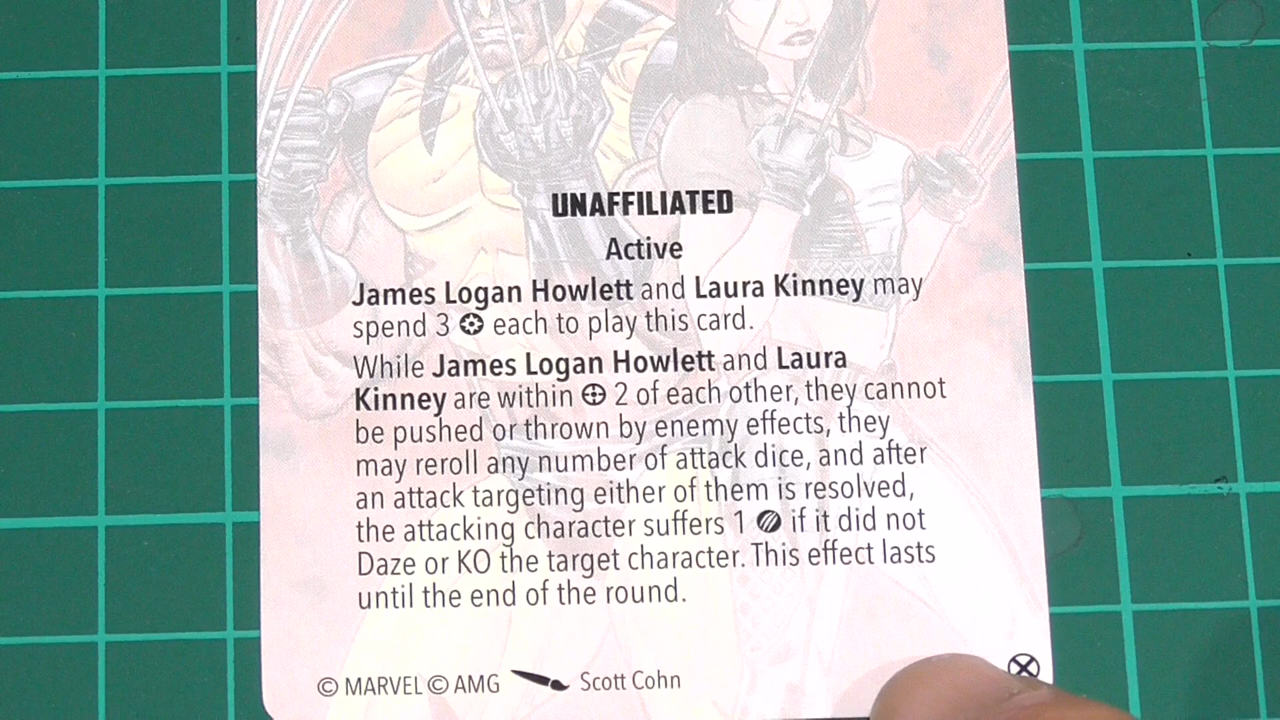 UNAFFILIATED
Active
James Logan Howlett and Laura Kinney may
spend 3 each to play this card.
While James Logan Howlett and Laura
Kinney are within 2 of each other, they cannot
be pushed or thrown by enemy effects, they
may reroll any number of attack dice, and after
an attack targeting either of them is resolved,
the attacking character suffers 1 if it did not
Daze or KO the target character. This effect lasts
until the end of the round.
© MARVEL © AMG Scott Cohn